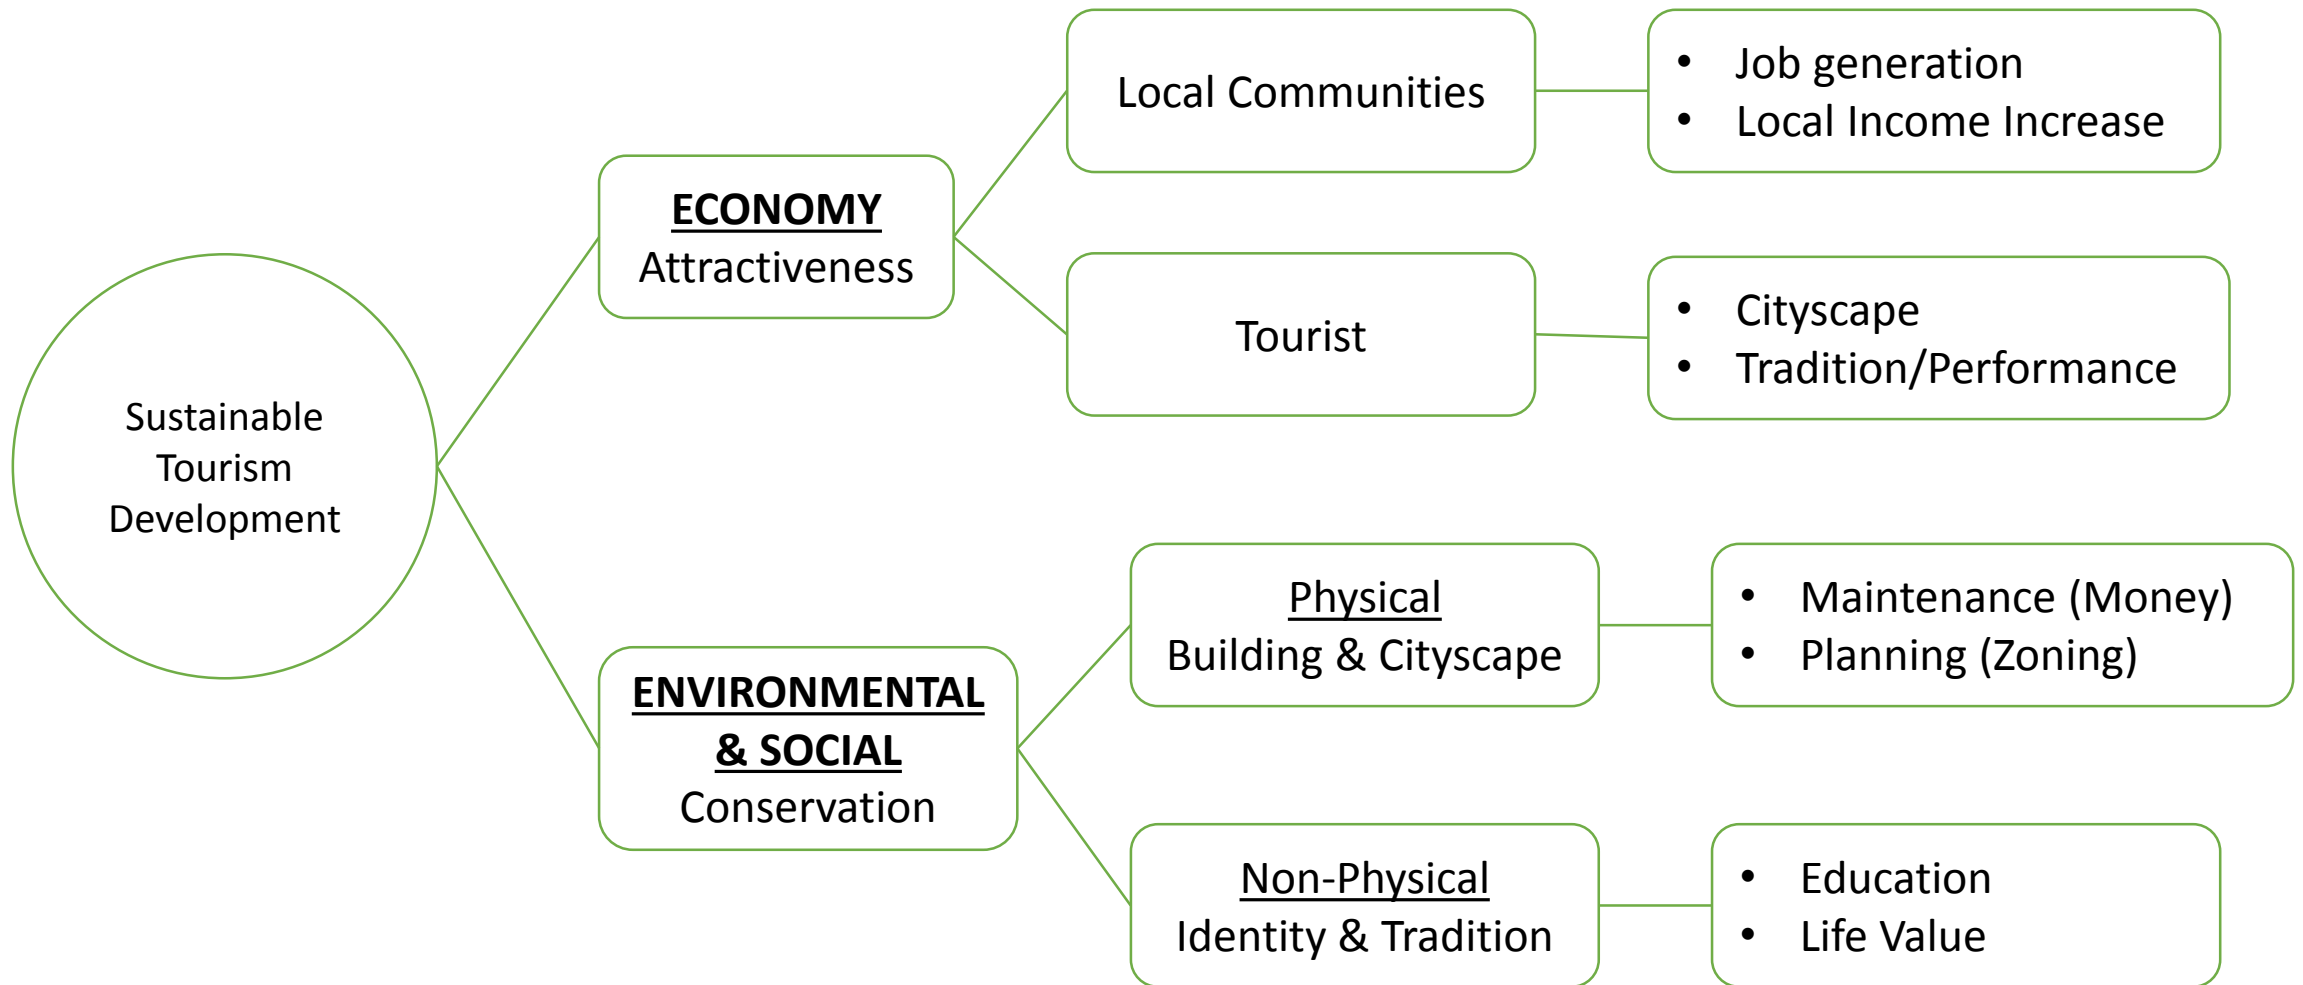 Sustainable
Tourism
Development
ECONOMY
Attractiveness
Local Communities
• Job generation
• Local Income Increase
Tourist
• Cityscape
• Tradition/Performance
ENVIRONMENTAL
& SOCIAL
Conservation
Physical
Building & Cityscape
• Maintenance (Money)
• Planning (Zoning)
Non-Physical
Identity & Tradition
• Education
• Life Value